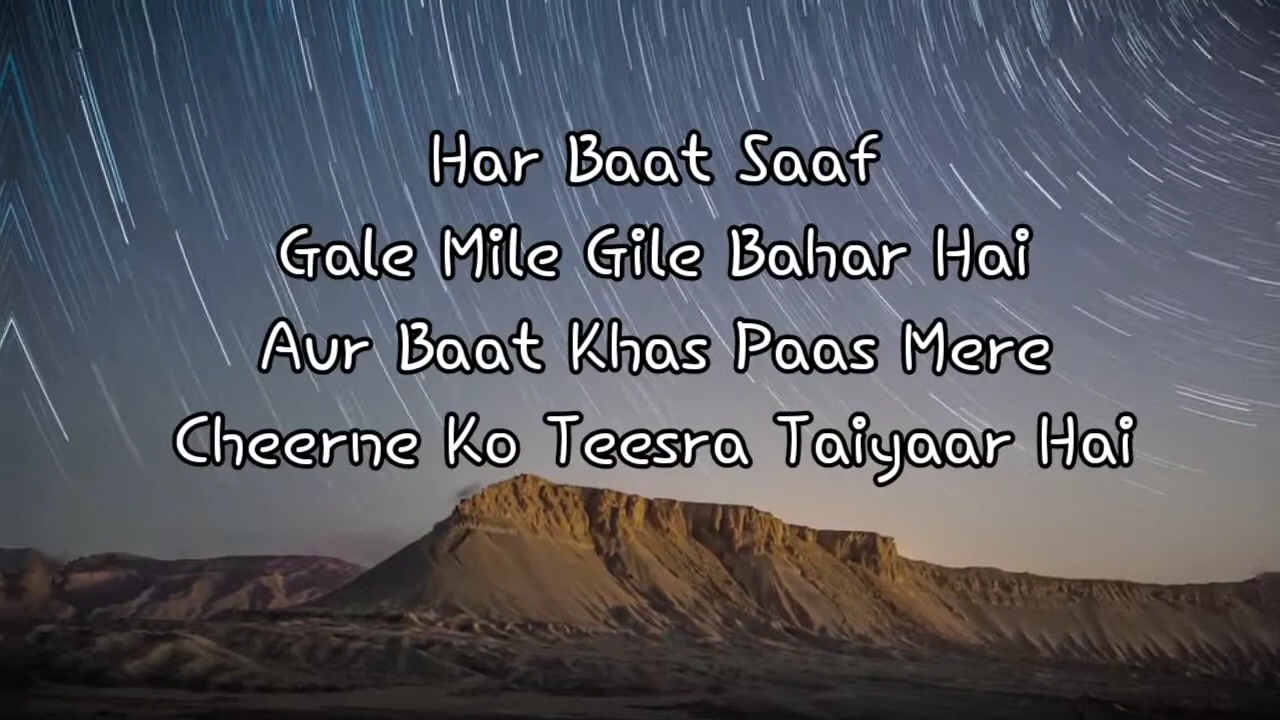 Har Baat Saaf
Gale Mile Gile Bahar Hai
Aur Baat Khas Paas Mere
Cheerne Ko Teesra Taiyaar Hai